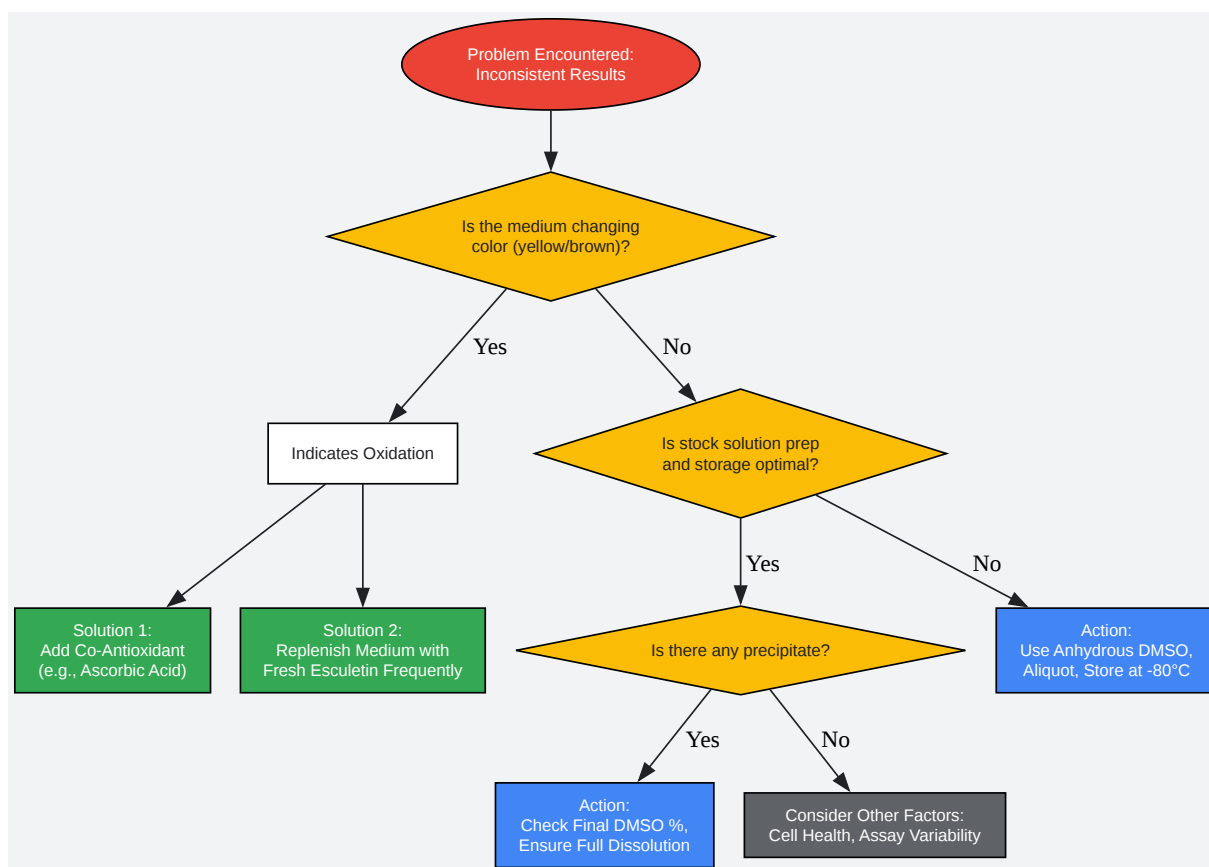 Problem Encountered:
Inconsistent Results
Is the medium changing
color (yellow/brown)?
Yes
No
Indicates Oxidation
Is stock solution prep
and storage optimal?
Yes
No
Solution 1:
Add Co-Antioxidant
(e.g., Ascorbic Acid)
Solution 2:
Replenish Medium with
Fresh Esculetin Frequently
Is there any precipitate?
Action:
Use Anhydrous DMSO,
Aliquot, Store at -80°C
Yes
No
Action:
Check Final DMSO %,
Ensure Full Dissolution
Consider Other Factors:
Cell Health, Assay Variability